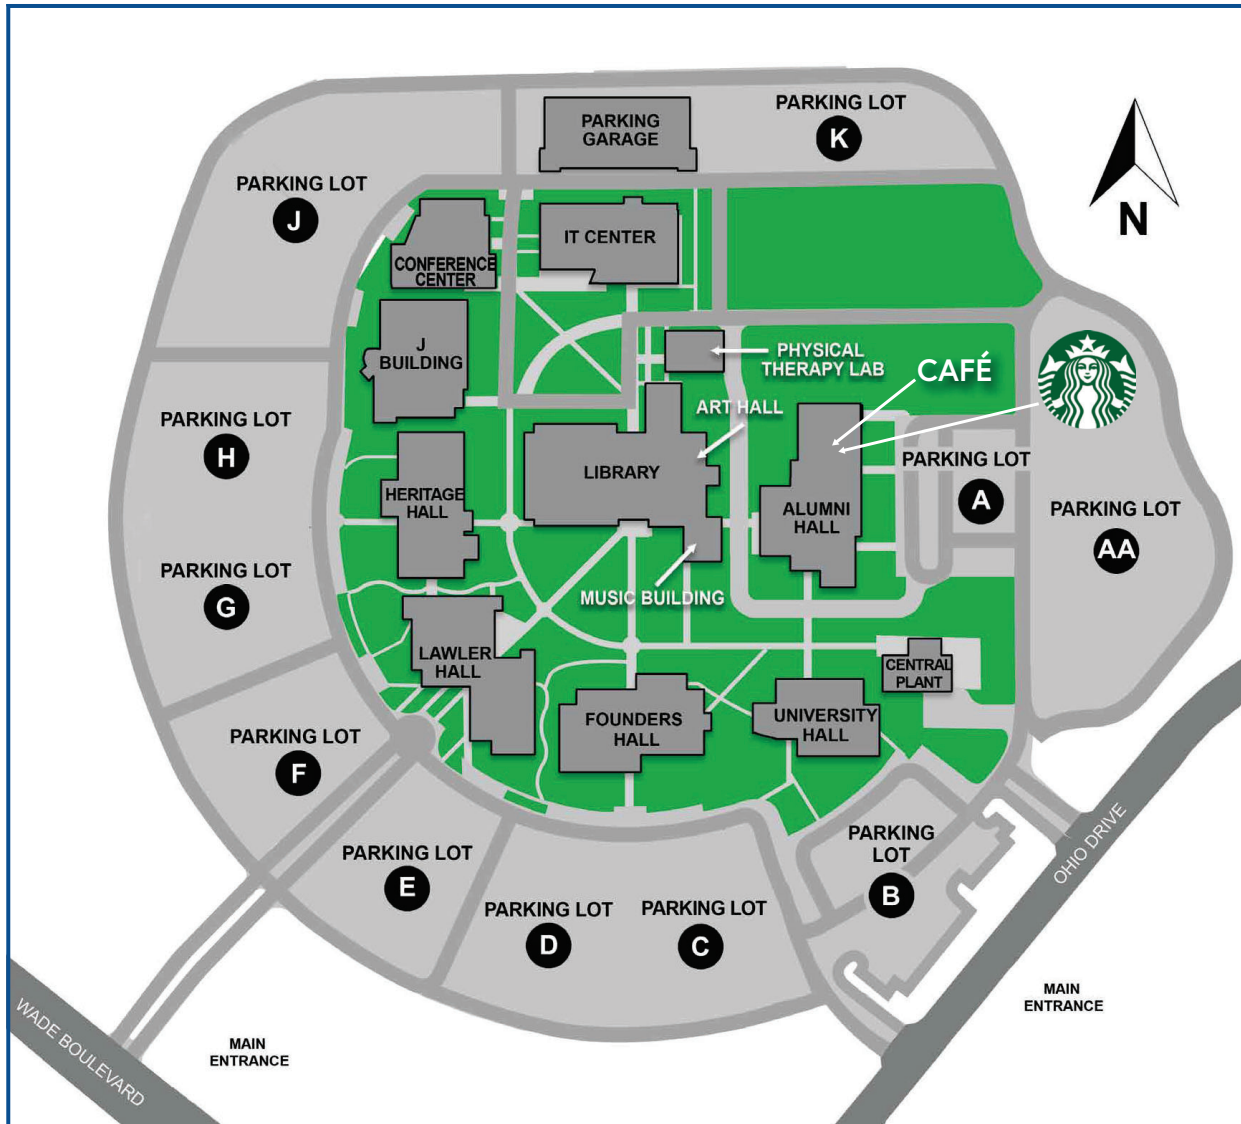 PARKING LOT
K
PARKING
GARAGE
N
PARKING LOT
J
IT CENTER
CONFERENCE
CENTER
J
BUILDING
PHYSICAL
THERAPY LAB
CAFÉ
ART HALL
PARKING LOT
H
PARKING LOT
A
LIBRARY
HERITAGE
HALL
ALUMNI
HALL
PARKING LOT
AA
PARKING LOT
G
MUSIC BUILDING
LAWLER
HALL
CENTRAL
PLANT
FOUNDERS
HALL
UNIVERSITY
HALL
PARKING LOT
F
PARKING
LOT
B
OHIO DRIVE
PARKING LOT
E
PARKING LOT
D
PARKING LOT
C
MAIN
ENTRANCE
WADE BOULEVARD
MAIN
ENTRANCE